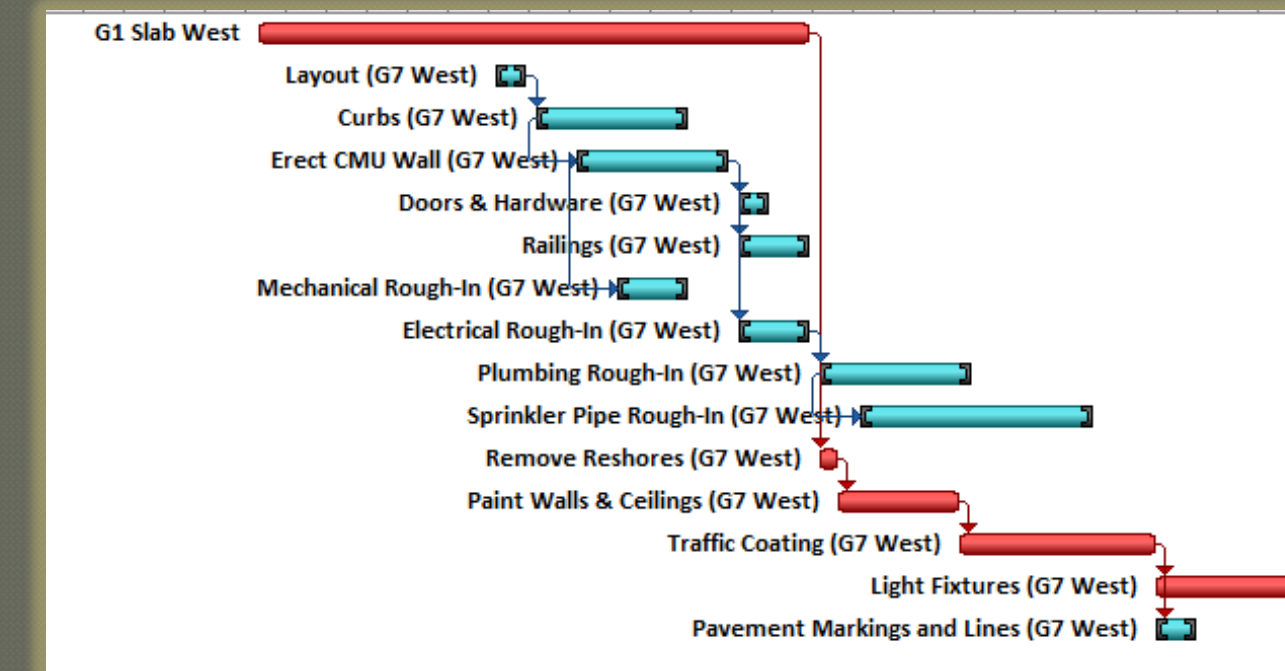 G1 Slab West
Layout (G7 West)
Curbs (G7 West)
Erect CMU Wall (G7 West)
Doors & Hardware (G7 West)
Railings (G7 West)
Mechanical Rough-In (G7 West)
Electrical Rough-In (G7 West)
Plumbing Rough-In (G7 West)
Sprinkler Pipe Rough-In (G7 West)
Remove Reshores (G7 West)
Paint Walls & Ceilings (G7 West)
Traffic Coating (G7 West)
Light Fixtures (G7 West)
Pavement Markings and Lines (G7 West)